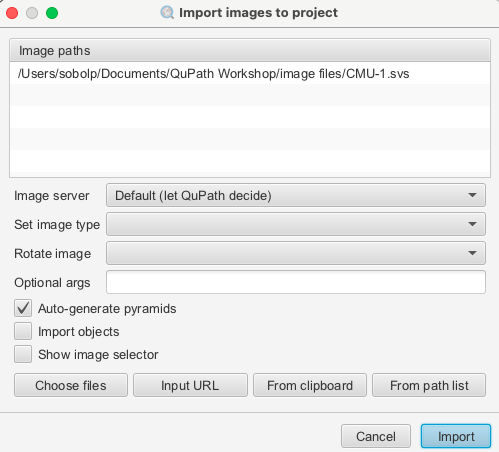 Import images to project
Image paths
/Users/sobolp/Documents/QuPath Workshop/image files/CMU-1.svs
Image server
Default (let QuPath decide)
Set image type
Rotate image
Optional args
Auto-generate pyramids
Import objects
Show image selector
Choose files
Input URL
From clipboard
From path list
Cancel
Import